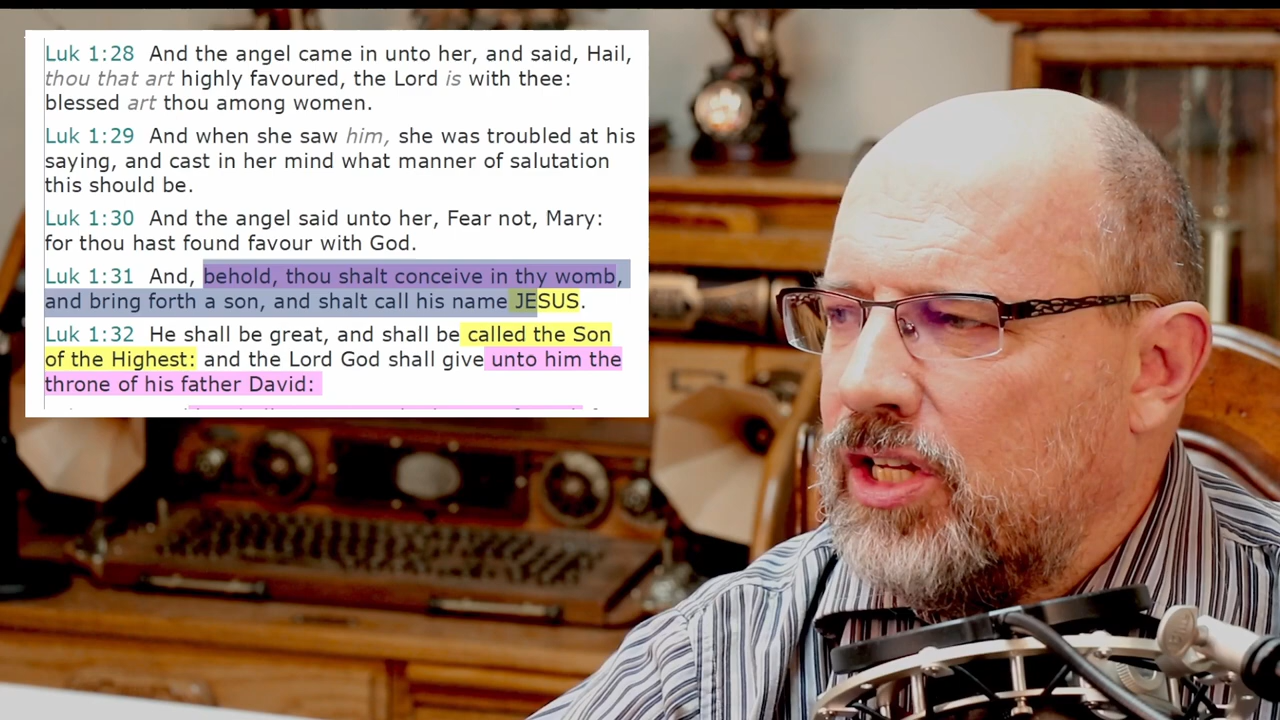 Luk 1:28 And the angel came in unto her, and said, Hail,
thou that art highly favoured, the Lord is with thee:
blessed art thou among women.
Luk 1:29 And when she saw him, she was troubled at his
saying, and cast in her mind what manner of salutation
this should be.
Luk 1:30 And the angel said unto her, Fear not, Mary:
for thou hast found favour with God.
Luk 1:31 And, behold, thou shalt conceive in thy womb,
and bring forth a son, and shalt call his name JESUS.
Luk 1:32 He shall be great, and shall be called the Son
of the Highest: and the Lord God shall give unto him the
throne of his father David: